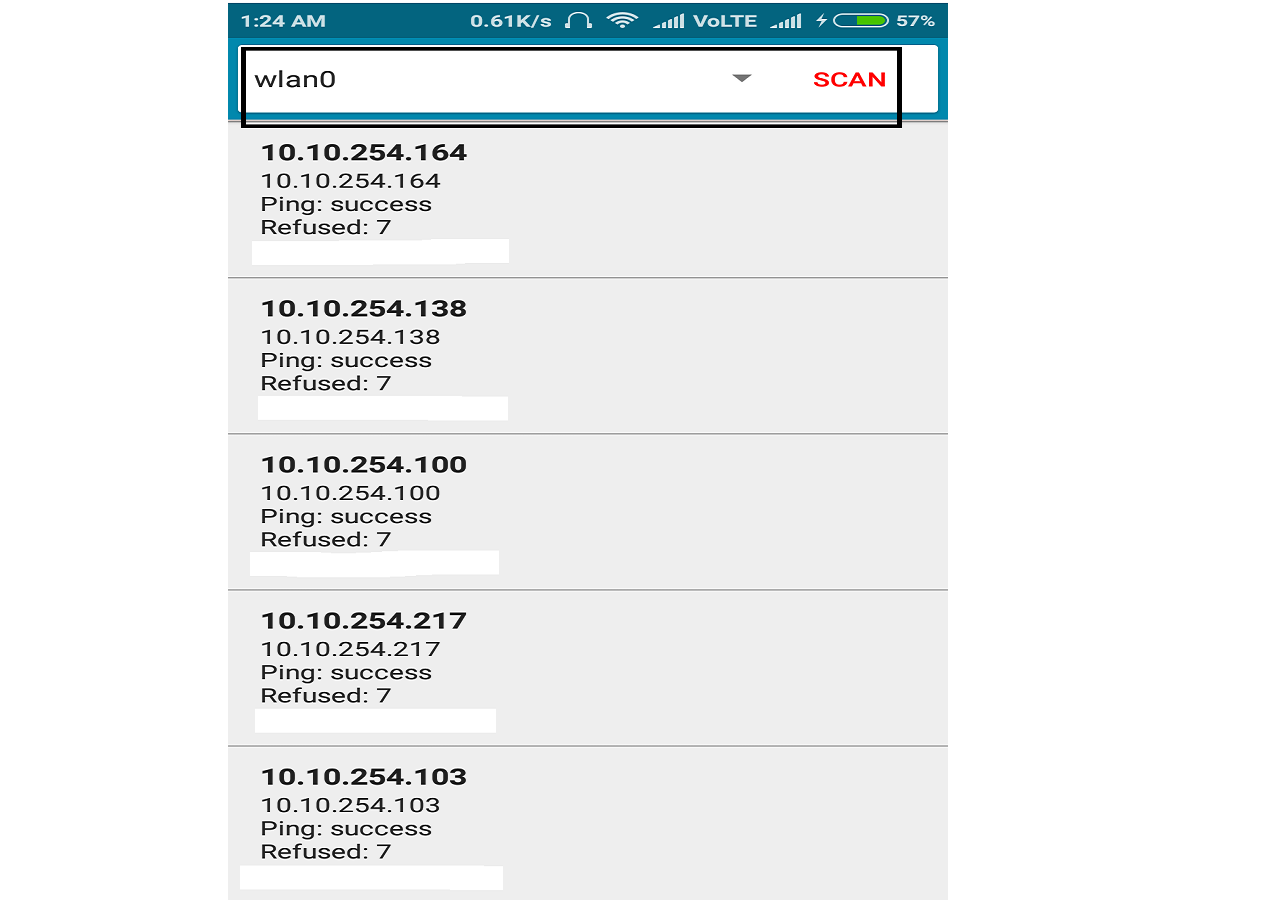 1:24 AM 0.61K/s VoLTE 57%
wlan0 SCAN
10.10.254.164
10.10.254.164
Ping: success
Refused: 7
10.10.254.138
10.10.254.138
Ping: success
Refused: 7
10.10.254.100
10.10.254.100
Ping: success
Refused: 7
10.10.254.217
10.10.254.217
Ping: success
Refused: 7
10.10.254.103
10.10.254.103
Ping: success
Refused: 7